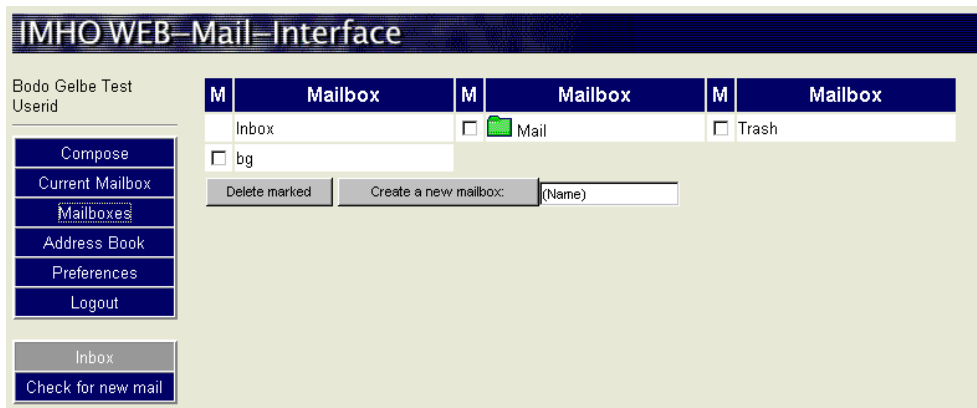 IMHO WEB–Mail–Interface
Bodo Gelbe Test
Userid
Compose
Current Mailbox
Mailboxes
Address Book
Preferences
Logout
Inbox
Check for new mail
M Mailbox M Mailbox M Mailbox
Inbox Mail Trash
bg
Delete marked Create a new mailbox: (Name)